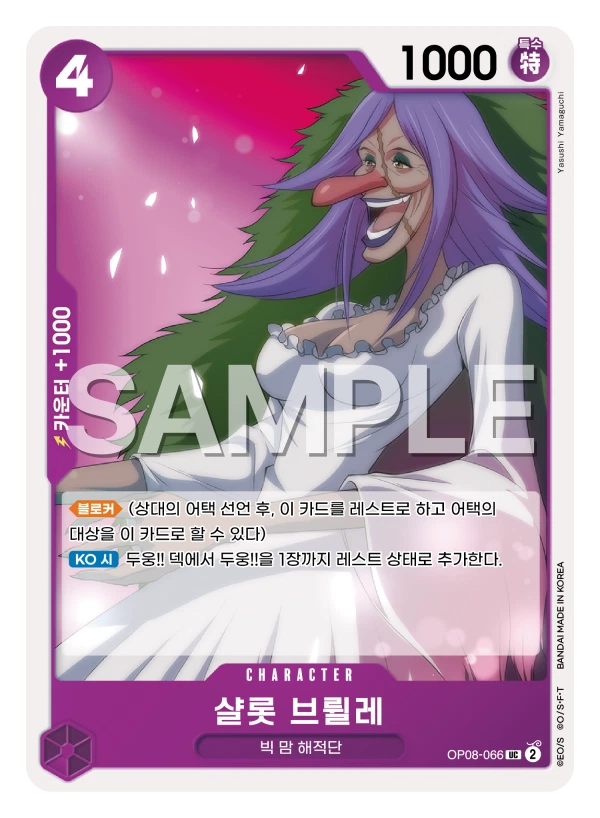 4
1000
특수
特
Yasushi Yamaguchi
카운터 +1000
SAMPLE
블로커 (상대의 어택 선언 후, 이 카드를 레스트로 하고 어택의
대상을 이 카드로 할 수 있다)
KO 시 두웅!! 덱에서 두웅!!을 1장까지 레스트 상태로 추가한다.
CHARACTER
샬롯 브륄레
빅 맘 해적단
OP08-066 UC 2
©EO/S ©O/S·F·T BANDAI MADE IN KOREA